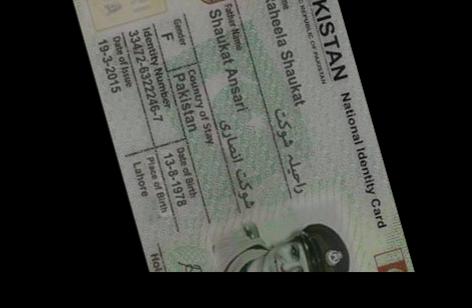 KISTAN National Identity Card
C REPUBLIC OF PAKISTAN
aheela Shaukat
راحیلہ شوکت
Father Name
Shaukat Ansari
شوکت انصاری
Gender
F
Country of Stay
Pakistan
Identity Number
33472-6322246-7
Date of Birth
13-8-1978
Date of Issue
19-3-2015
Place of Birth
Lahore